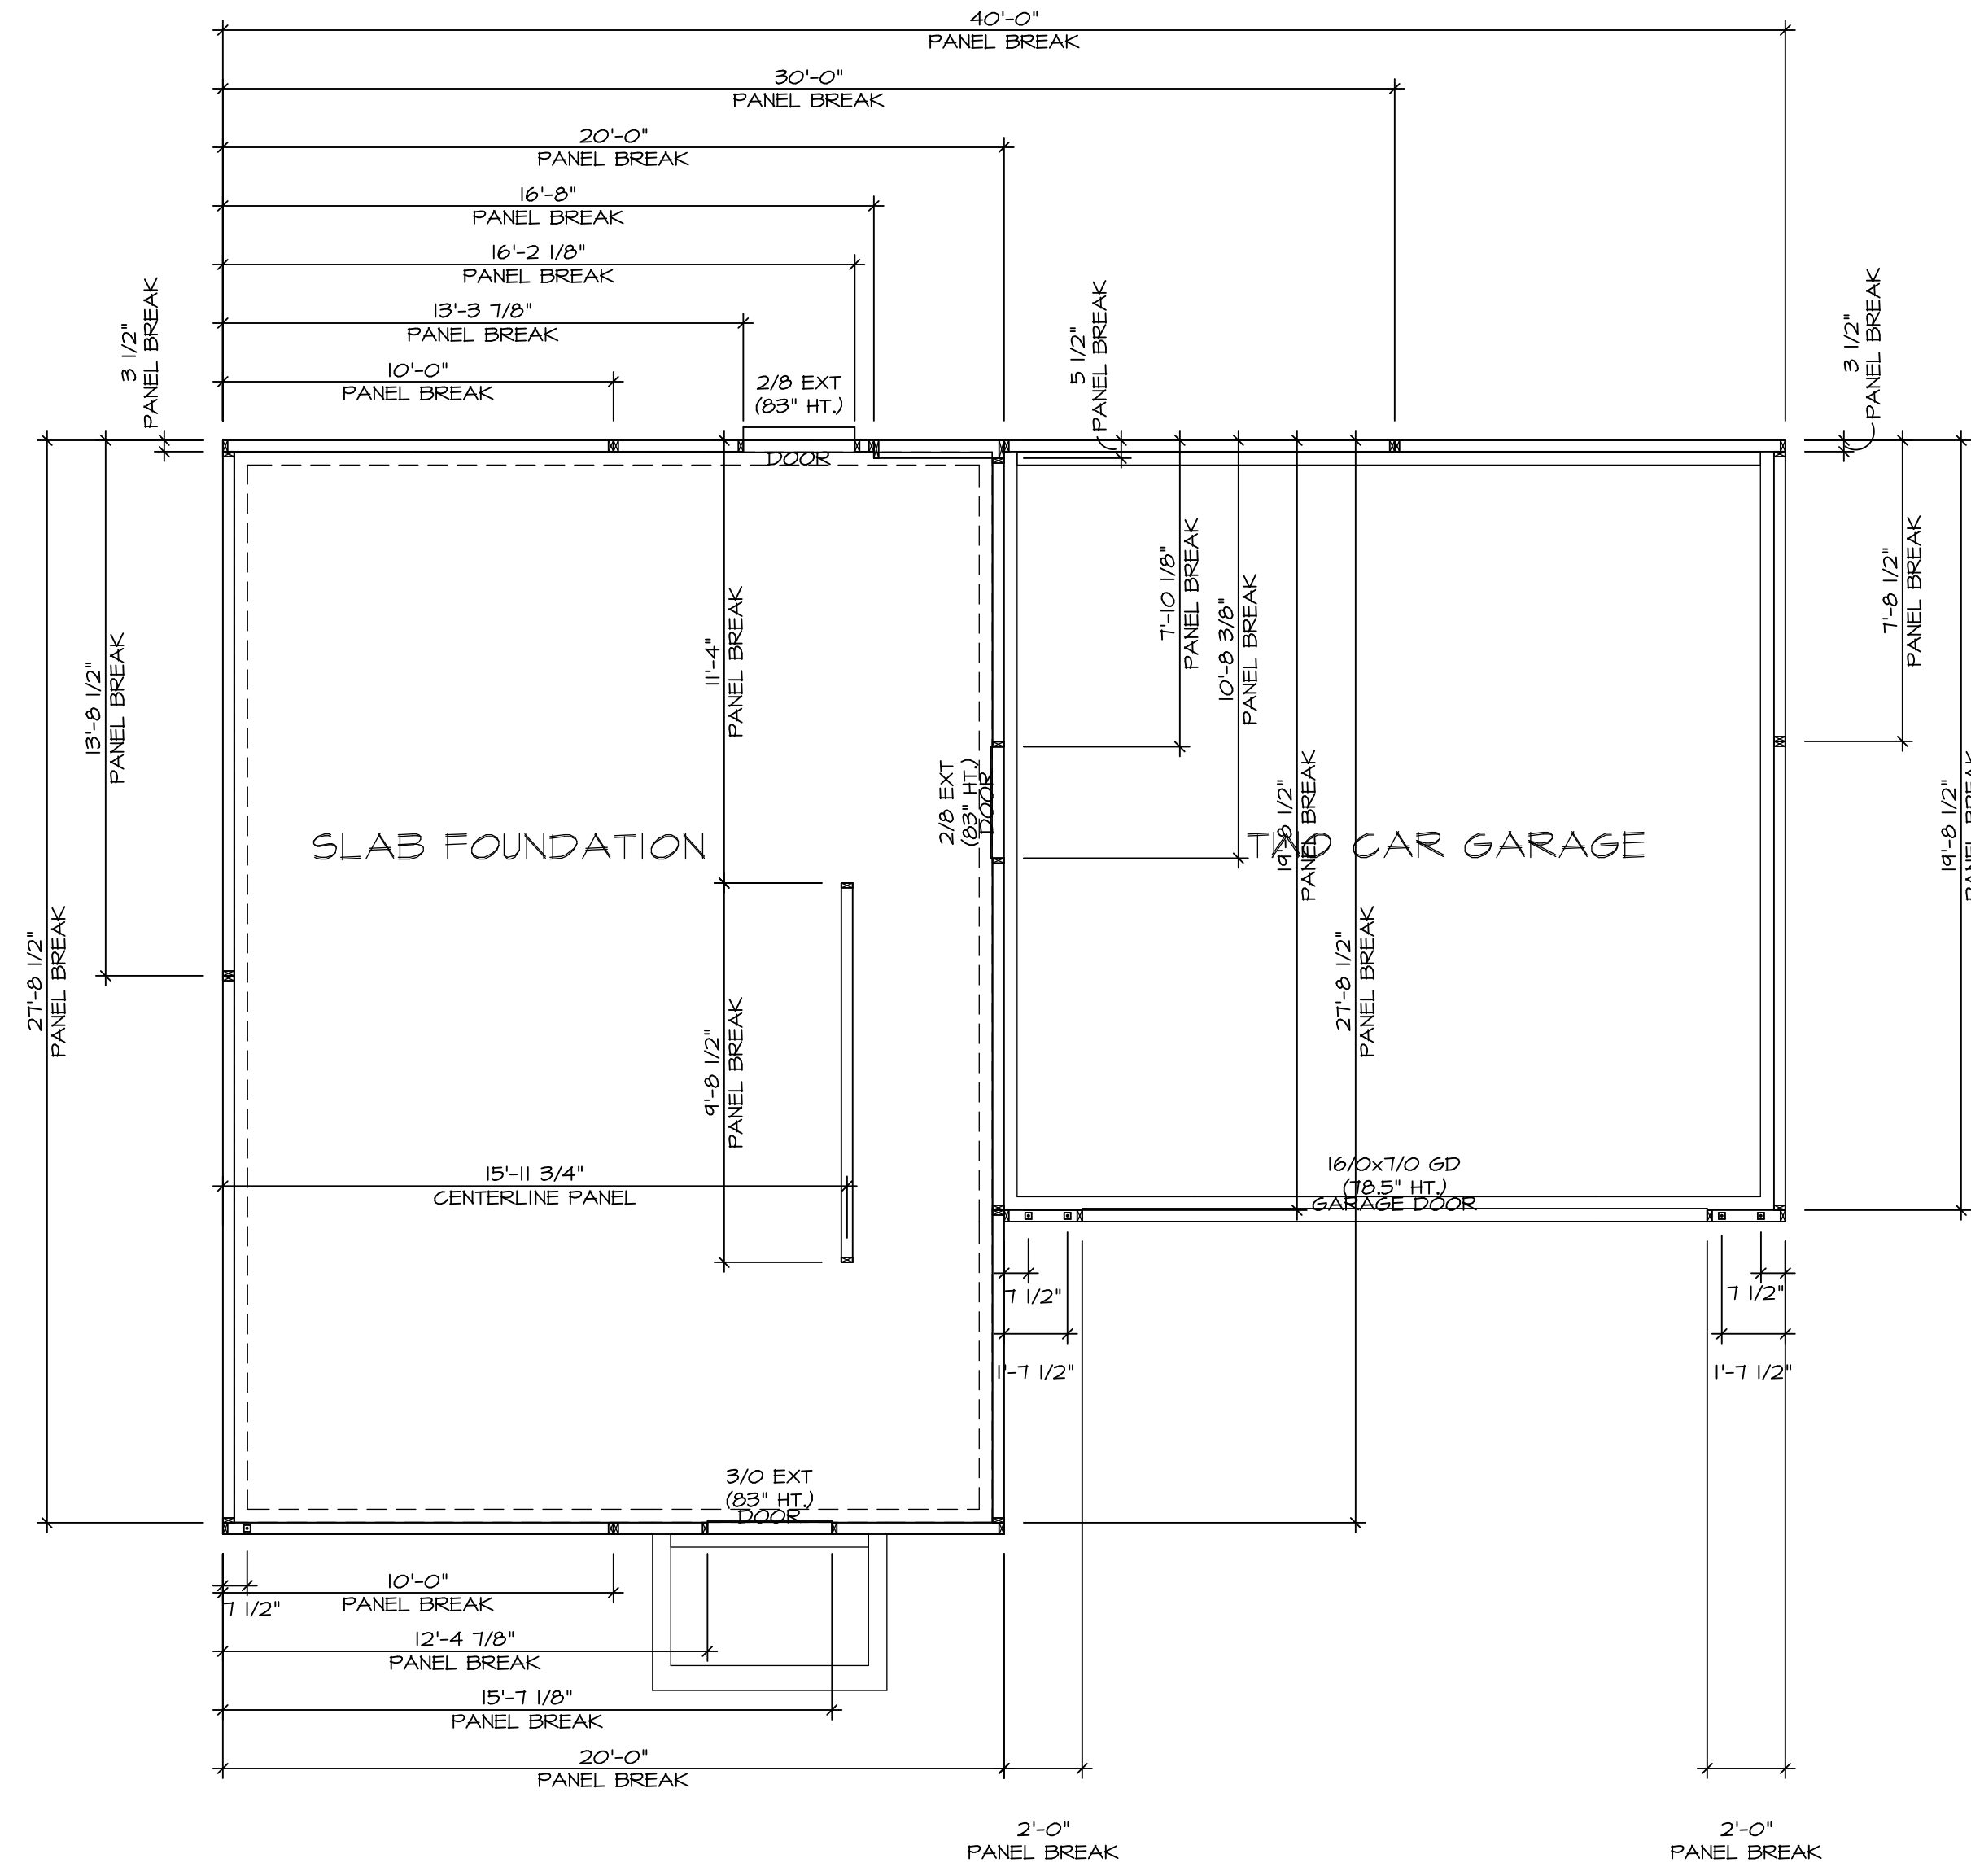 40'-0"
PANEL BREAK
30'-0"
PANEL BREAK
20'-0"
PANEL BREAK
16'-8"
PANEL BREAK
16'-2 1/8"
PANEL BREAK
13'-3 7/8"
PANEL BREAK
10'-0"
PANEL BREAK
2/8 EXT
(83" HT.)
DOOR
3 1/2"
PANEL BREAK
5 1/2"
PANEL BREAK
3 1/2"
PANEL BREAK
13'-8 1/2"
PANEL BREAK
27'-8 1/2"
PANEL BREAK
11'-4"
PANEL BREAK
7'-10 1/8"
PANEL BREAK
10'-8 3/8"
PANEL BREAK
7'-8 1/2"
PANEL BREAK
2/8 EXT
(83" HT.)
DOOR
19'-8 1/2"
PANEL BREAK
19'-8 1/2"
PANEL BREAK
SLAB FOUNDATION
TWO CAR GARAGE
27'-8 1/2"
PANEL BREAK
9'-8 1/2"
PANEL BREAK
15'-11 3/4"
CENTERLINE PANEL
16/0x7/0 GD
(78.5" HT.)
GARAGE DOOR
7 1/2"
7 1/2"
1'-7 1/2"
1'-7 1/2"
3/0 EXT
(83" HT.)
DOOR
10'-0"
PANEL BREAK
7 1/2"
12'-4 7/8"
PANEL BREAK
15'-7 1/8"
PANEL BREAK
20'-0"
PANEL BREAK
2'-0"
PANEL BREAK
2'-0"
PANEL BREAK